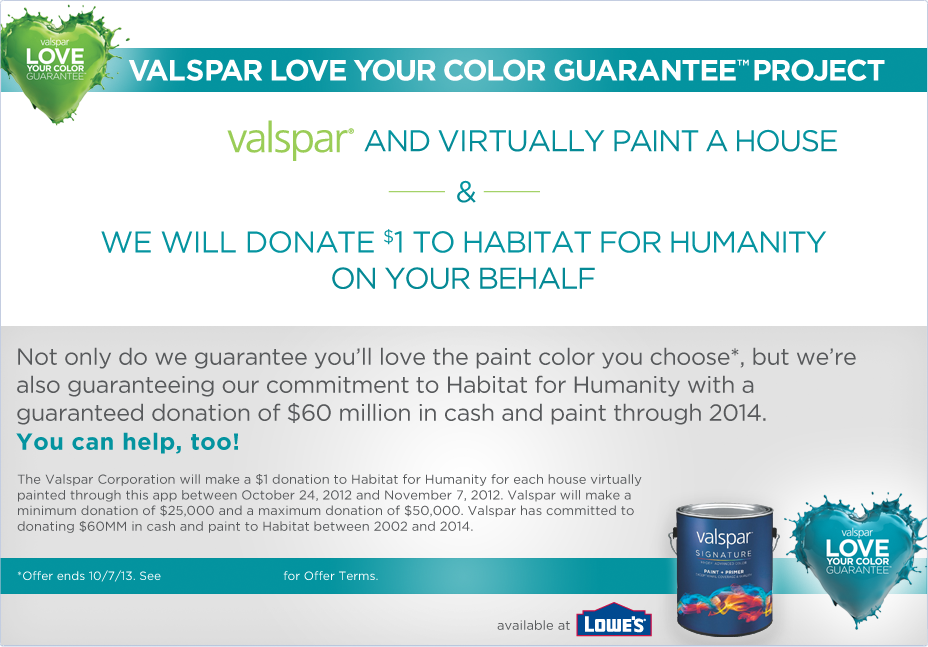 valspar
LOVE
YOUR COLOR
GUARANTEE™
VALSPAR LOVE YOUR COLOR GUARANTEE™ PROJECT
valspar® AND VIRTUALLY PAINT A HOUSE
&
WE WILL DONATE $1 TO HABITAT FOR HUMANITY
ON YOUR BEHALF
Not only do we guarantee you'll love the paint color you choose*, but we're
also guaranteeing our commitment to Habitat for Humanity with a
guaranteed donation of $60 million in cash and paint through 2014.
You can help, too!
The Valspar Corporation will make a $1 donation to Habitat for Humanity for each house virtually
painted through this app between October 24, 2012 and November 7, 2012. Valspar will make a
minimum donation of $25,000 and a maximum donation of $50,000. Valspar has committed to
donating $60MM in cash and paint to Habitat between 2002 and 2014.
*Offer ends 10/7/13. See for Offer Terms.
valspar
SIGNATURE
PAINT + PRIMER
valspar
LOVE
YOUR COLOR
GUARANTEE™
available at LOWE'S